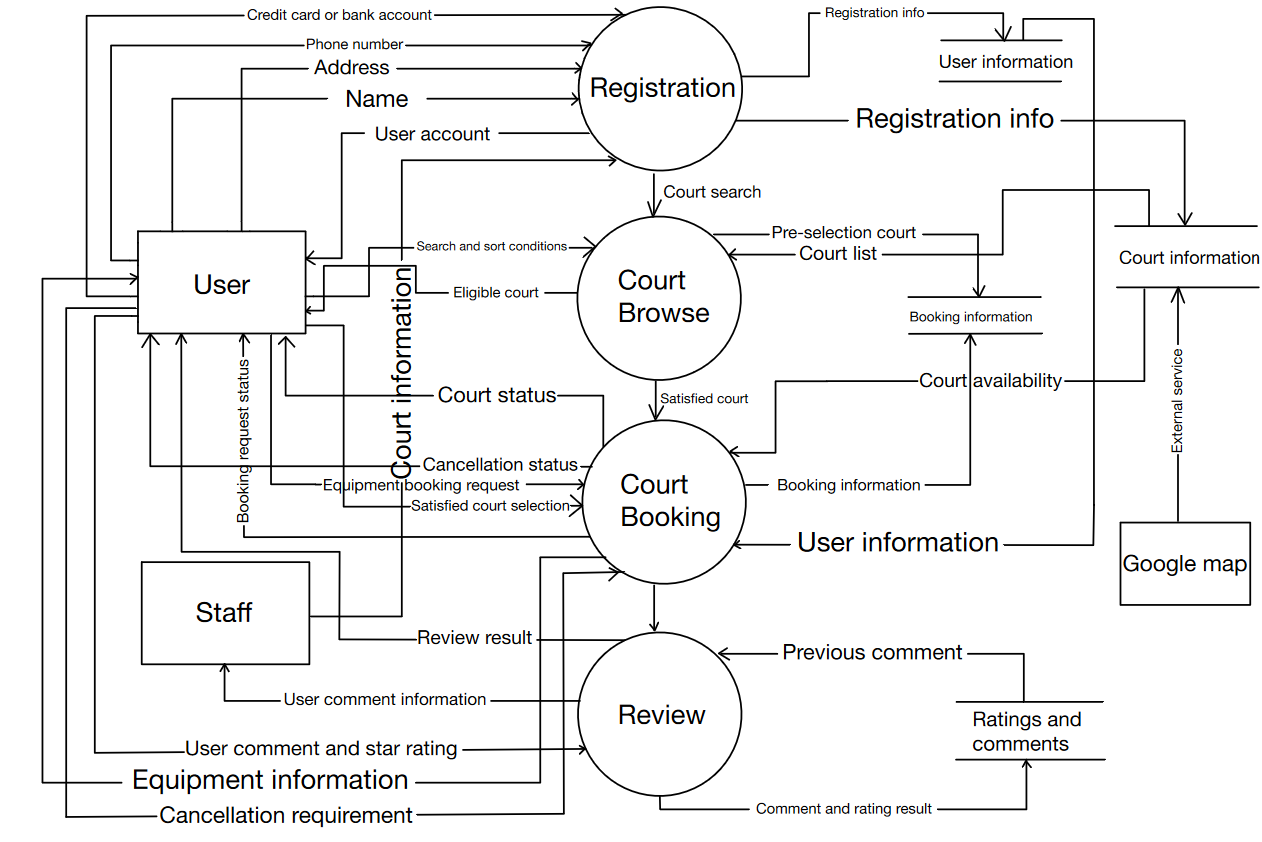 Credit card or bank account
Registration info
Phone number
User information
Address
Registration
Name
Registration info
User account
Court search
Pre-selection court
Search and sort conditions
Court list
Court information
User
Court
Browse
Eligible court
Booking information
Court information
External service
Court availability
Court status
Satisfied court
Booking request status
Cancellation status
Equipment booking request
Court
Booking
Booking information
Satisfied court selection
User information
Google map
Staff
Review result
Previous comment
User comment information
Review
Ratings and
comments
User comment and star rating
Equipment information
Comment and rating result
Cancellation requirement